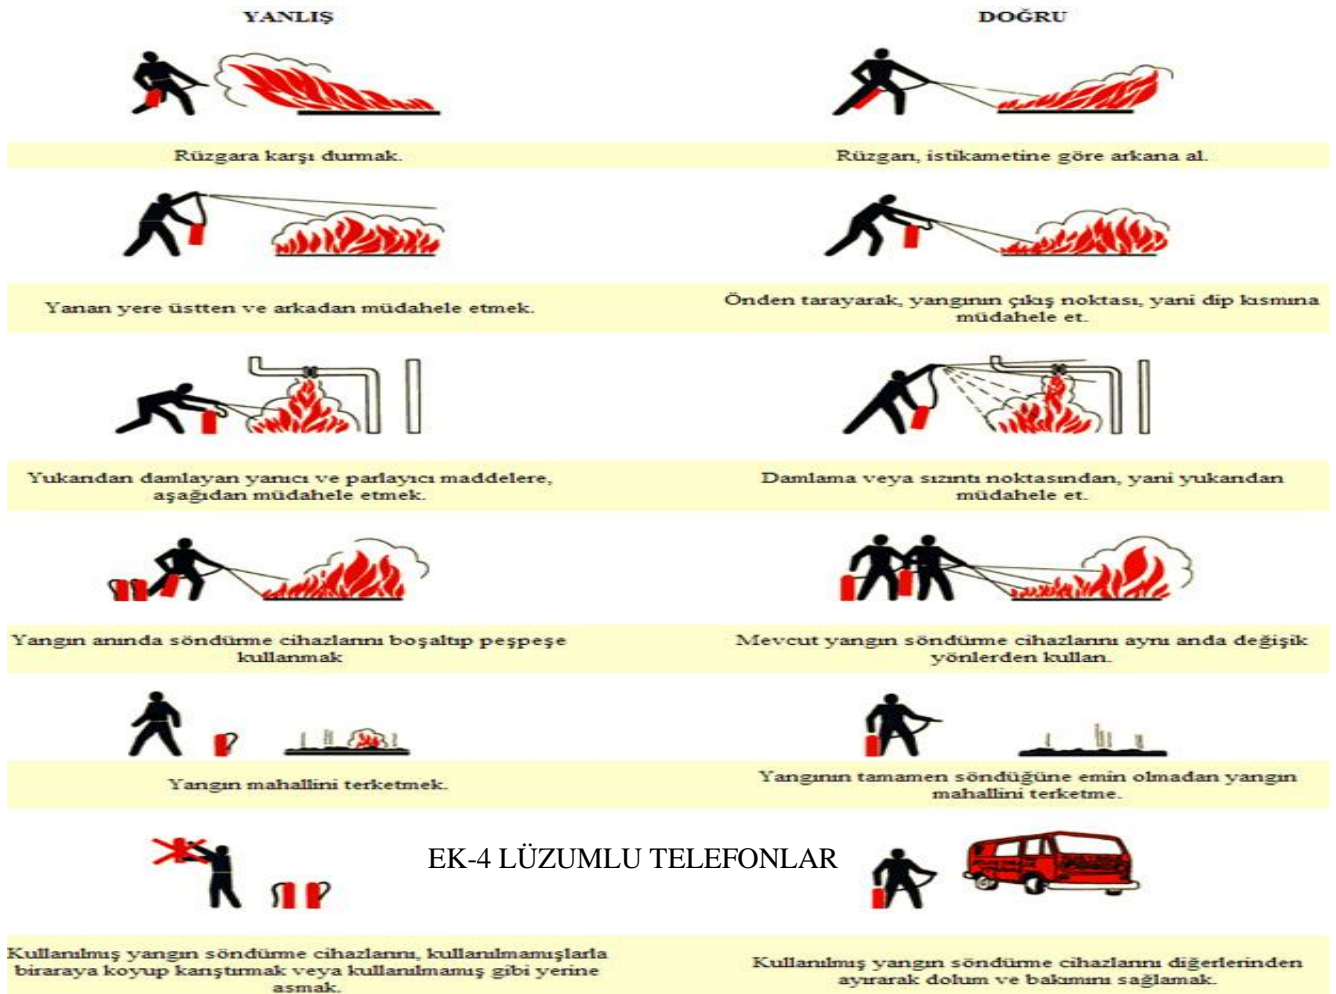 YANLIŞ
DOĞRU
Rüzgara karşı durmak.
Rüzgarı, istikametine göre arkana al.
Yanan yere üstten ve arkadan müdahele etmek.
Önden tarayarak, yangının çıkış noktası, yani dip kısmına
müdahele et.
Yukarıdan damlayan yanıcı ve parlayıcı maddelere,
aşağıdan müdahele etmek.
Damlama veya sızıntı noktasından, yani yukarıdan
müdahele et.
Yangın anında söndürme cihazlarını boşaltıp peşpeşe
kullanmak
Mevcut yangın söndürme cihazlarını aynı anda değişik
yönlerden kullan.
Yangın mahallini terketmek.
Yangının tamamen söndüğüne emin olmadan yangın
mahallini terketme.
EK-4 LÜZUMLU TELEFONLAR
Kullanılmış yangın söndürme cihazlarını, kullanılmamışlarla
biraraya koyup karıştırmak veya kullanılmamış gibi yerine
asmak.
Kullanılmış yangın söndürme cihazlarını diğerlerinden
ayırarak dolum ve bakımını sağlamak.